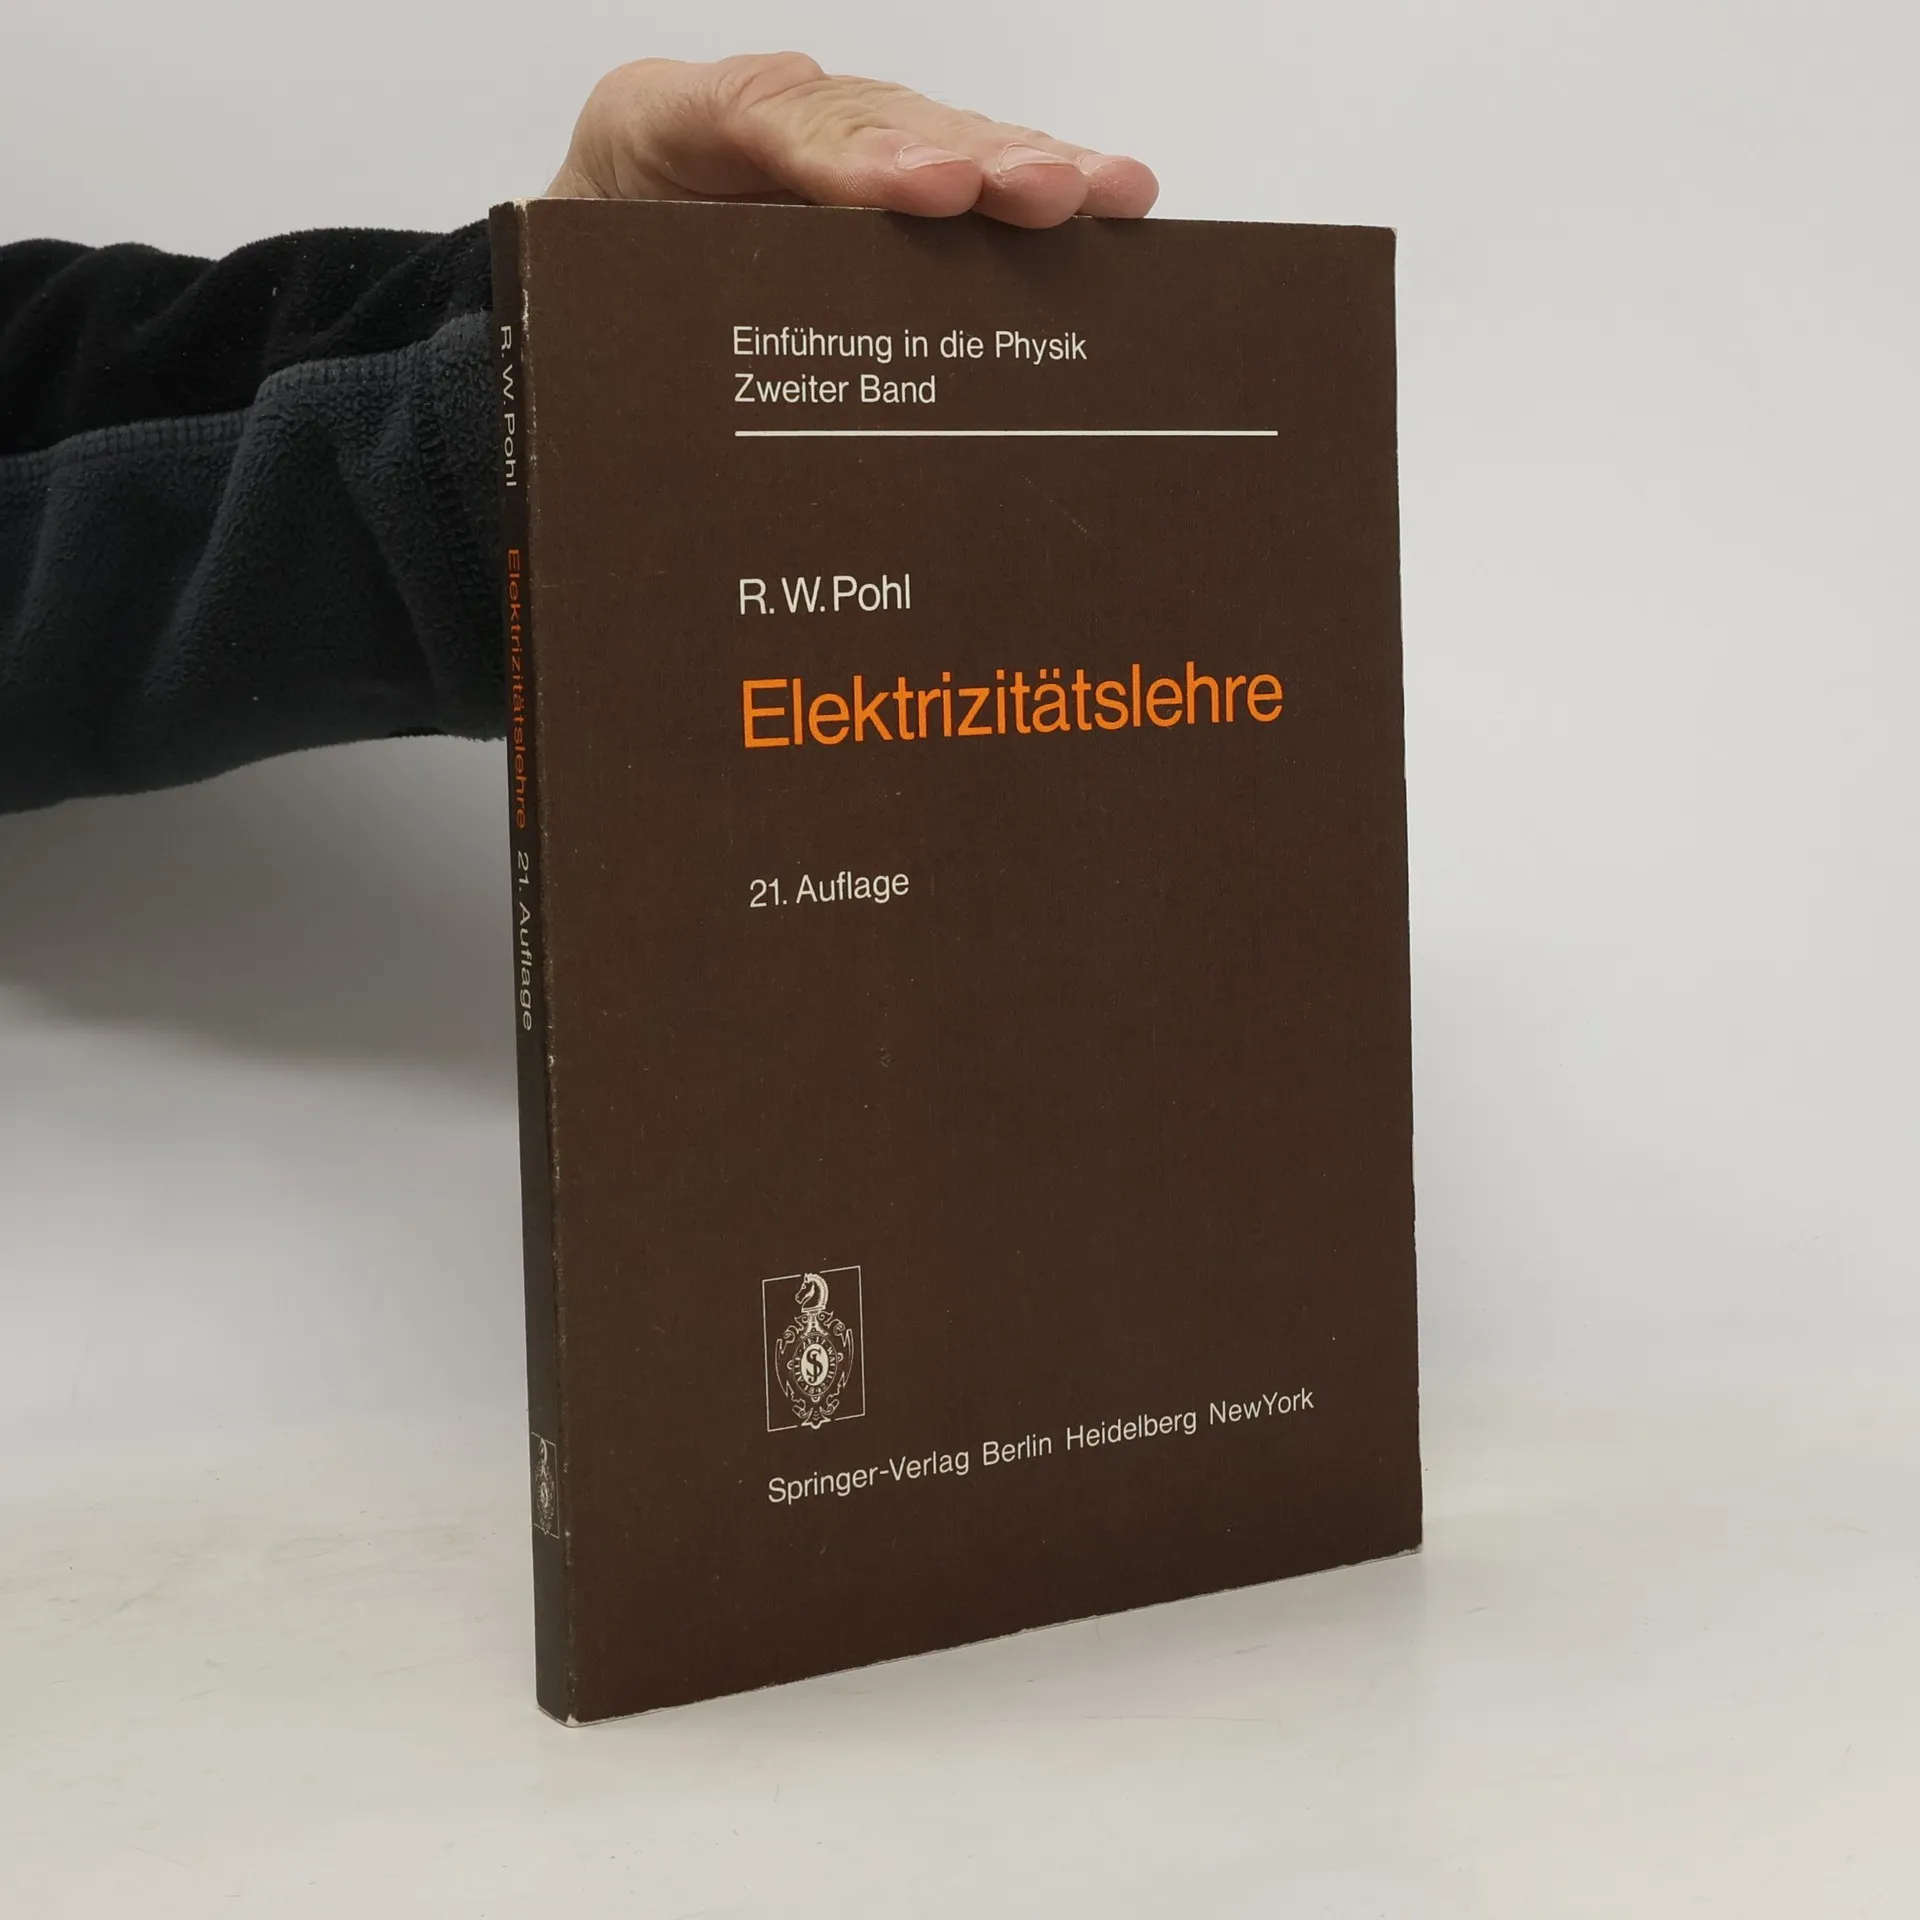 Einführung in die Physik
Zweiter Band
R. W. Pohl
Elektrizitätslehre
21. Auflage
Springer-Verlag Berlin Heidelberg NewYork
R. W. Pohl Elektrizitätslehre 21. Auflage